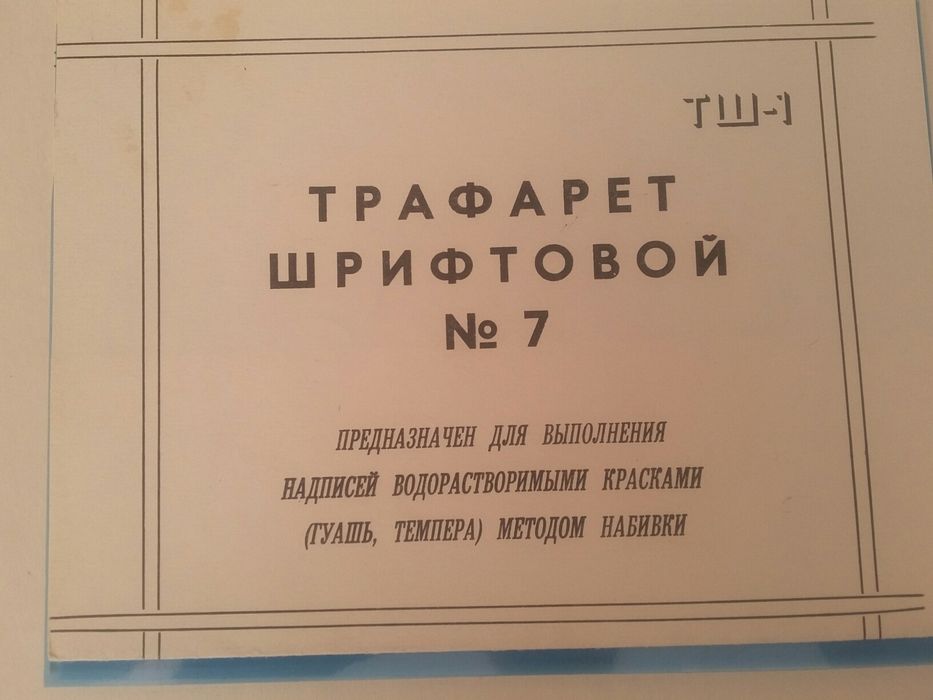 ТШ-1
ТРАФАРЕТ
ШРИФТОВОЙ
№ 7
ПРЕДНАЗНАЧЕН ДЛЯ ВЫПОЛНЕНИЯ
НАДПИСЕЙ ВОДОРАСТВОРИМЫМИ КРАСКАМИ
(ГУАШЬ, ТЕМПЕРА) МЕТОДОМ НАБИВКИ